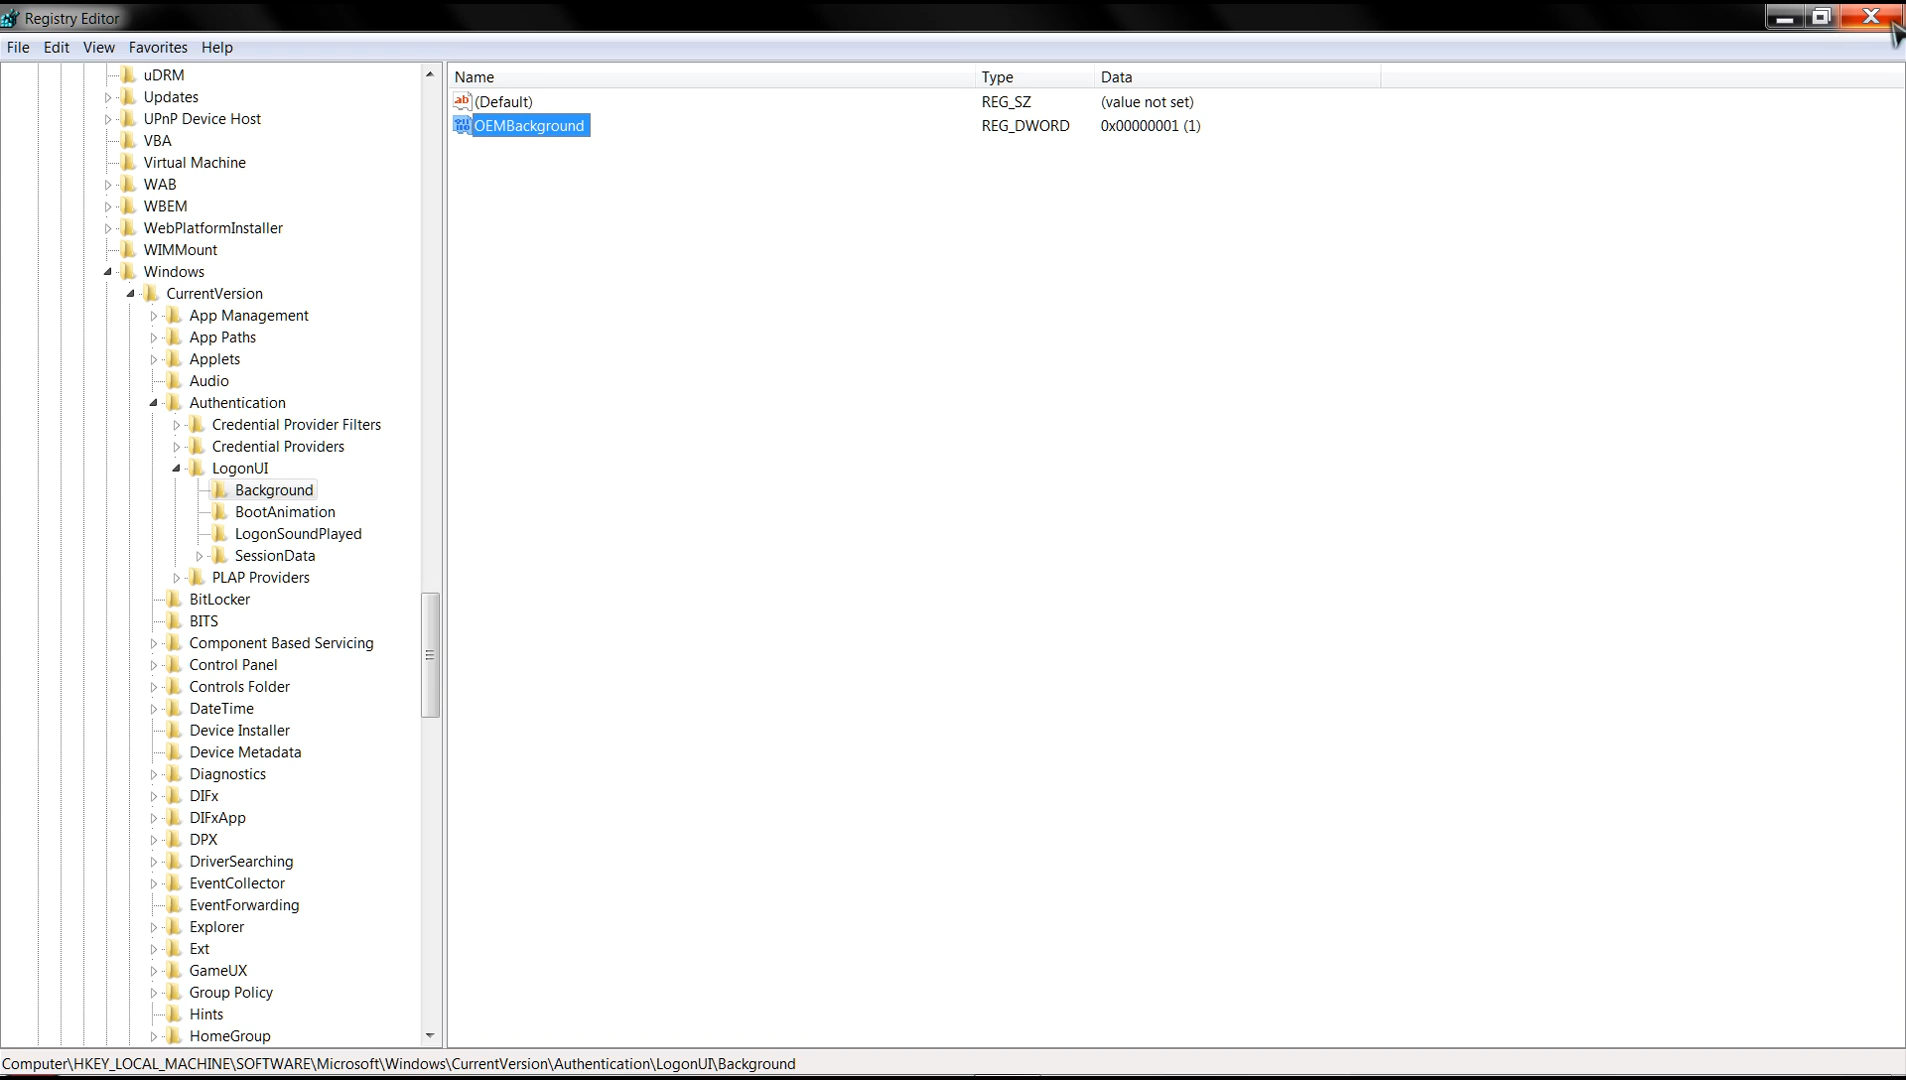 Registry Editor
File Edit View Favorites Help
uDRM
Updates
UPnP Device Host
VBA
Virtual Machine
WAB
WBEM
WebPlatformInstaller
WIMMount
Windows
CurrentVersion
App Management
App Paths
Applets
Audio
Authentication
Credential Provider Filters
Credential Providers
LogonUI
Background
BootAnimation
LogonSoundPlayed
SessionData
PLAP Providers
BitLocker
BITS
Component Based Servicing
Control Panel
Controls Folder
DateTime
Device Installer
Device Metadata
Diagnostics
DIFx
DIFxApp
DPX
DriverSearching
EventCollector
EventForwarding
Explorer
Ext
GameUX
Group Policy
Hints
HomeGroup
Name Type Data
(Default) REG_SZ (value not set)
OEMBackground REG_DWORD 0x00000001 (1)
Computer\HKEY_LOCAL_MACHINE\SOFTWARE\Microsoft\Windows\CurrentVersion\Authentication\LogonUI\Background